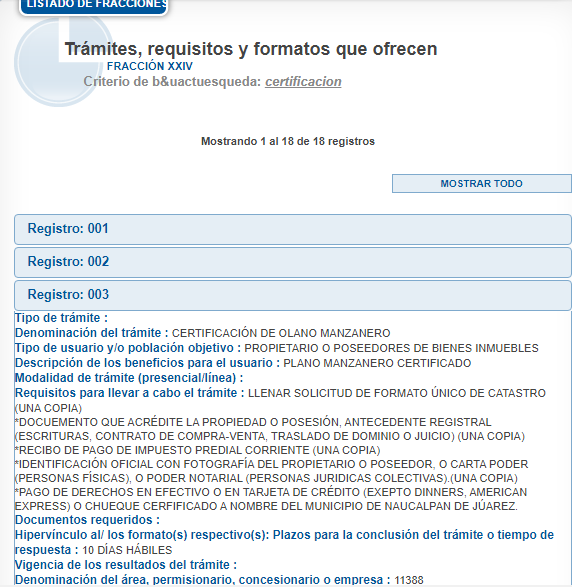 LISTADO DE FRACCIONES
Trámites, requisitos y formatos que ofrecen
FRACCIÓN XXIV
Criterio de b&uactuesqueda: certificacion
Mostrando 1 al 18 de 18 registros
MOSTRAR TODO
Registro: 001
Registro: 002
Registro: 003
Tipo de trámite :
Denominación del trámite : CERTIFICACIÓN DE OLANO MANZANERO
Tipo de usuario y/o población objetivo : PROPIETARIO O POSEEDORES DE BIENES INMUEBLES
Descripción de los beneficios para el usuario : PLANO MANZANERO CERTIFICADO
Modalidad de trámite (presencial/línea) :
Requisitos para llevar a cabo el trámite : LLENAR SOLICITUD DE FORMATO ÚNICO DE CATASTRO
(UNA COPIA)
*DOCUEMENTO QUE ACRÉDITE LA PROPIEDAD O POSESIÓN, ANTECEDENTE REGISTRAL
(ESCRITURAS, CONTRATO DE COMPRA-VENTA, TRASLADO DE DOMINIO O JUICIO) (UNA COPIA)
*RECIBO DE PAGO DE IMPUESTO PREDIAL CORRIENTE (UNA COPIA)
*IDENTIFICACIÓN OFICIAL CON FOTOGRAFÍA DEL PROPIETARIO O POSEEDOR, O CARTA PODER
(PERSONAS FÍSICAS), O PODER NOTARIAL (PERSONAS JURIDICAS COLECTIVAS).(UNA COPIA)
*PAGO DE DERECHOS EN EFECTIVO O EN TARJETA DE CRÉDITO (EXEPTO DINNERS, AMERICAN
EXPRESS) O CHUEQUE CERFIFICADO A NOMBRE DEL MUNICIPIO DE NAUCALPAN DE JÚAREZ.
Documentos requeridos :
Hipervínculo al/ los formato(s) respectivo(s): Plazos para la conclusión del trámite o tiempo de
respuesta : 10 DÍAS HÁBILES
Vigencia de los resultados del trámite :
Denominación del área, permisionario, concesionario o empresa : 11388